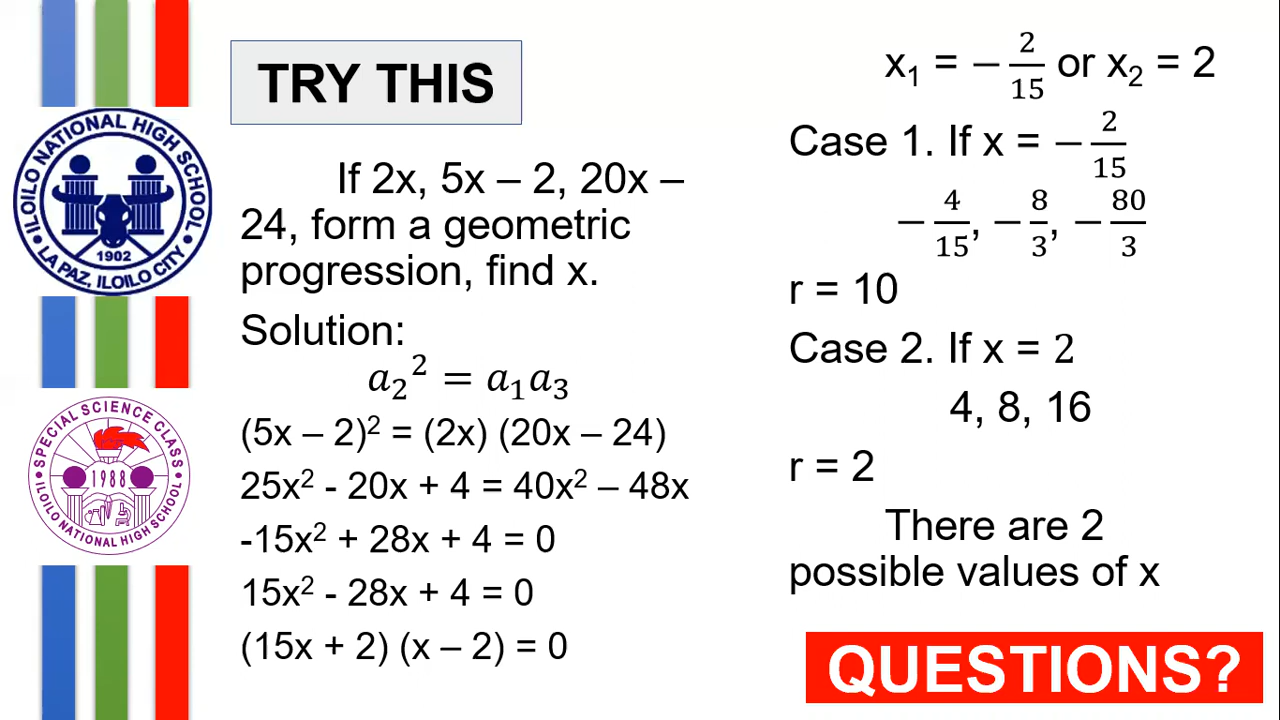 TRY THIS
If 2x, 5x – 2, 20x –
24, form a geometric
progression, find x.
Solution:
a₂² = a₁a₃
(5x – 2)² = (2x) (20x – 24)
25x² - 20x + 4 = 40x² – 48x
-15x² + 28x + 4 = 0
15x² - 28x + 4 = 0
(15x + 2) (x – 2) = 0
x₁ = −2/15 or x₂ = 2
Case 1. If x = −2/15
−4/15, −8/3, −80/3
r = 10
Case 2. If x = 2
4, 8, 16
r = 2
There are 2
possible values of x
QUESTIONS?
ILOILO NATIONAL HIGH SCHOOL
1902
LA PAZ, ILOILO CITY
SPECIAL SCIENCE CLASS
1988
ILOILO NATIONAL HIGH SCHOOL